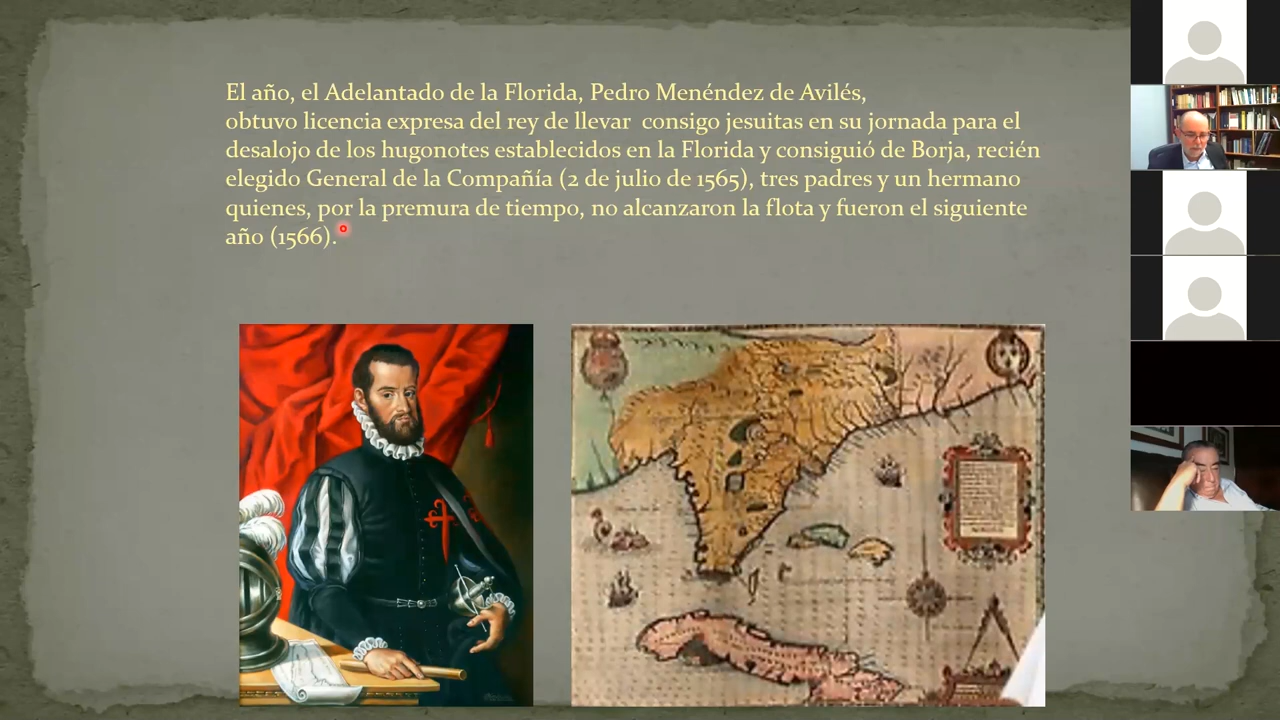 El año, el Adelantado de la Florida, Pedro Menéndez de Avilés,
obtuvo licencia expresa del rey de llevar consigo jesuitas en su jornada para el
desalojo de los hugonotes establecidos en la Florida y consiguió de Borja, recién
elegido General de la Compañía (2 de julio de 1565), tres padres y un hermano
quienes, por la premura de tiempo, no alcanzaron la flota y fueron el siguiente
año (1566).